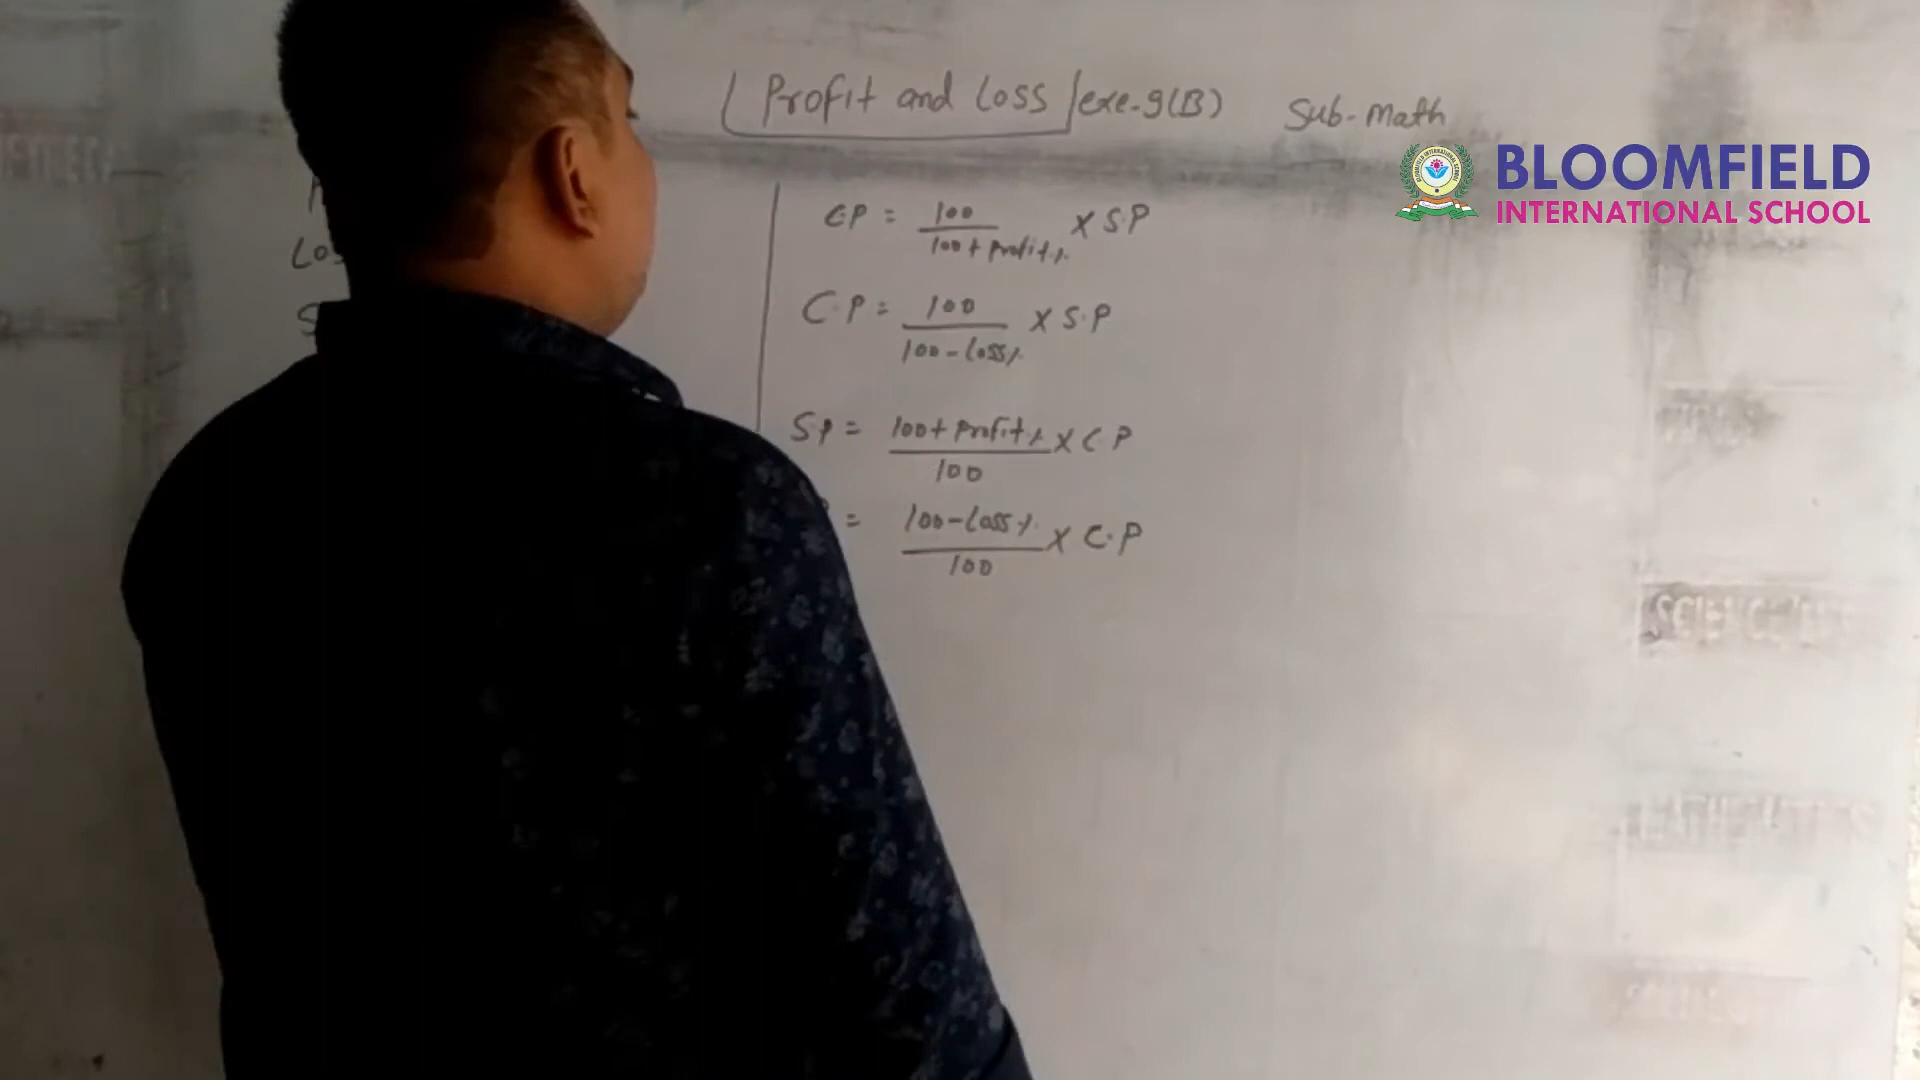 Profit and Loss exe-9(B) Sub-Math
BLOOMFIELD
INTERNATIONAL SCHOOL
C.P = 100 / 100 + Profit% × S.P
C.P = 100 / 100 - Loss% × S.P
S.P = 100 + Profit% / 100 × C.P
= 100 - Loss% / 100 × C.P